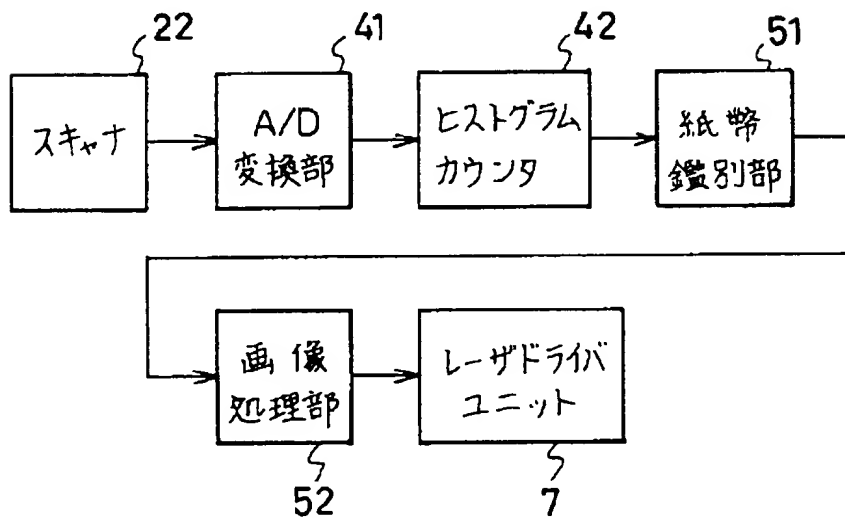 22
41
42
51
スキャナ
A/D
変換部
ヒストグラム
カウンタ
紙幣
鑑別部
画像
処理部
レーザドライバ
ユニット
52
7